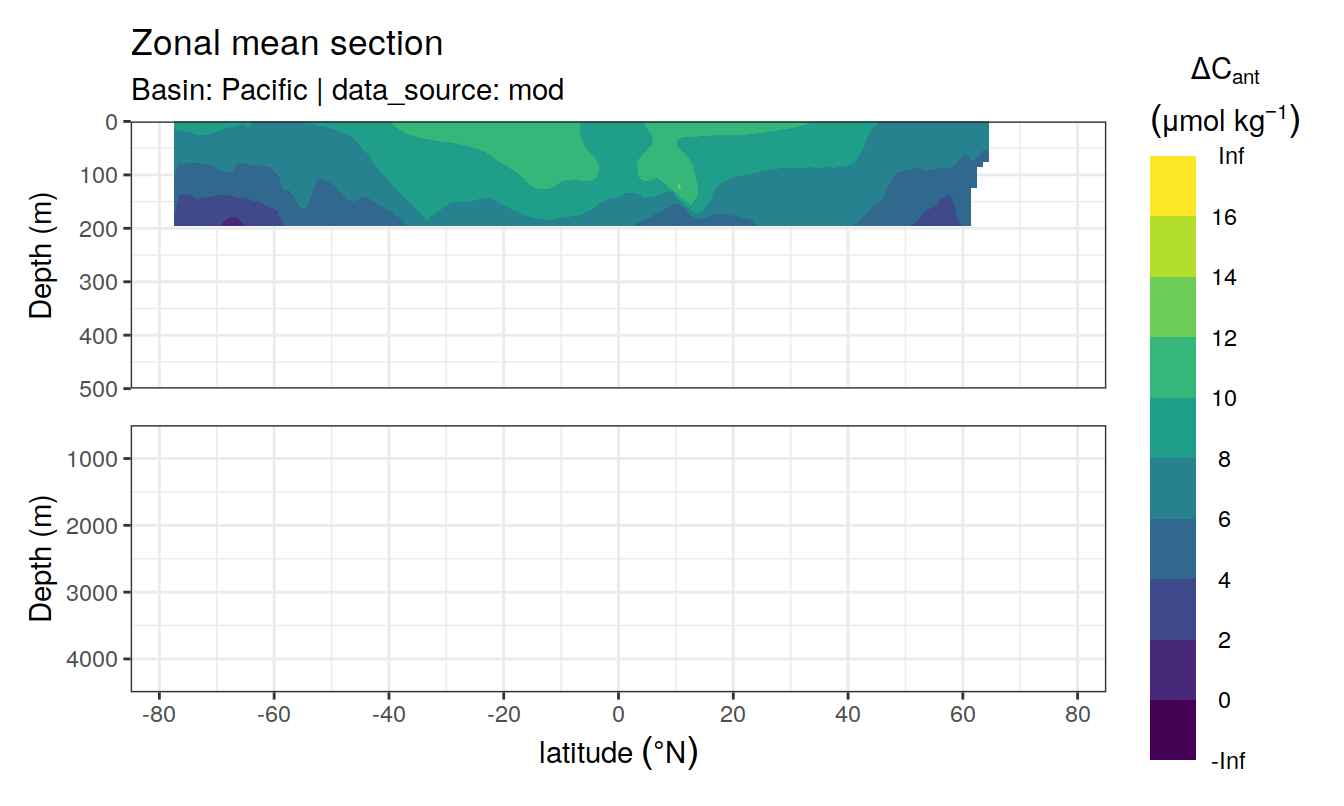 Zonal mean section
Basin: Pacific | data_source: mod
ΔCant
(μmol kg⁻¹)
Depth (m)
0
100
200
300
400
500
Depth (m)
1000
2000
3000
4000
-80 -60 -40 -20 0 20 40 60 80
latitude (°N)
Inf
16
14
12
10
8
6
4
2
0
-Inf